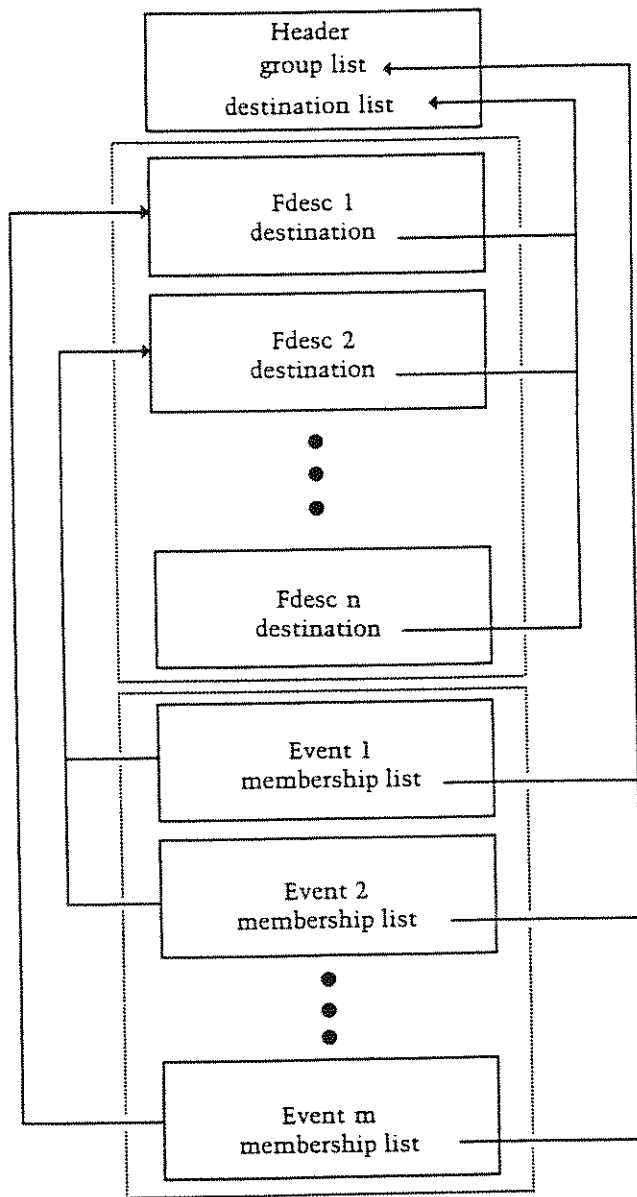 Header
group list
destination list
Fdesc 1
destination
Fdesc 2
destination
Fdesc n
destination
Event 1
membership list
Event 2
membership list
Event m
membership list